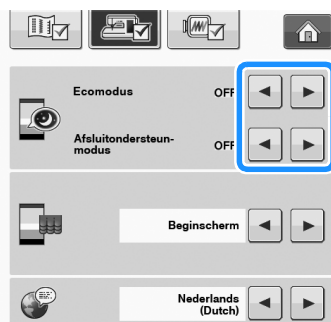 Ecomodus OFF
Afsluitondersteun-
modus OFF
Beginscherm
Nederlands
(Dutch)